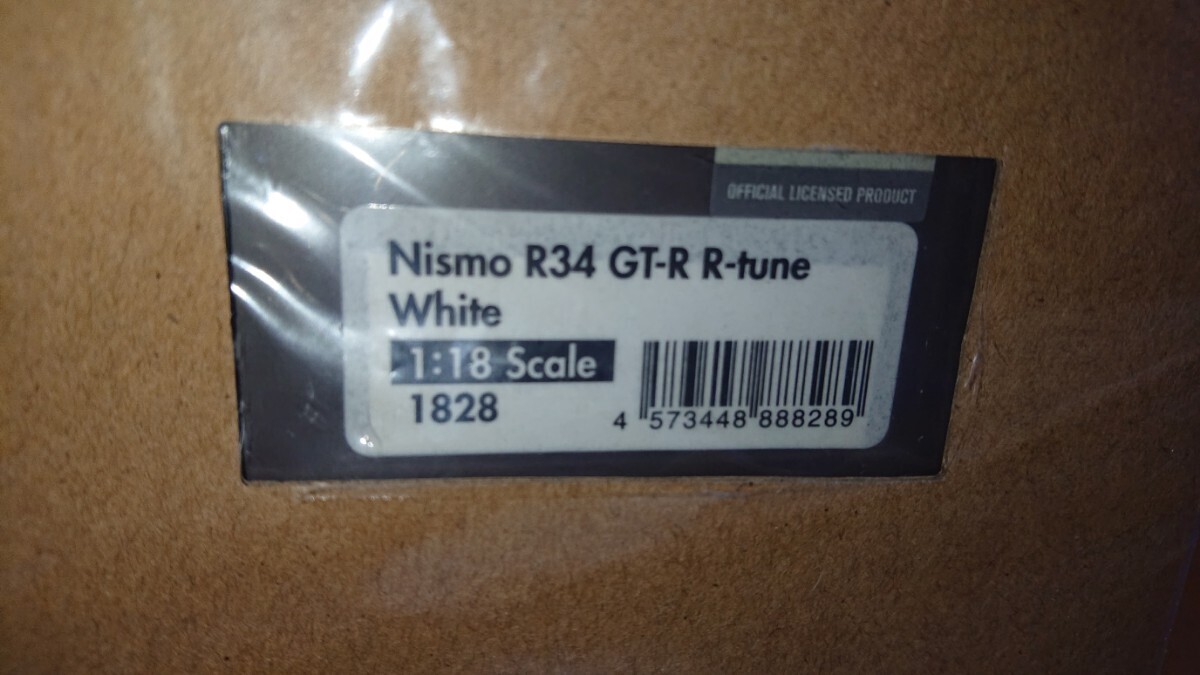 OFFICIAL LICENSED PRODUCT
Nismo R34 GT-R R-tune
White
1:18 Scale
1828
4 573448 888289